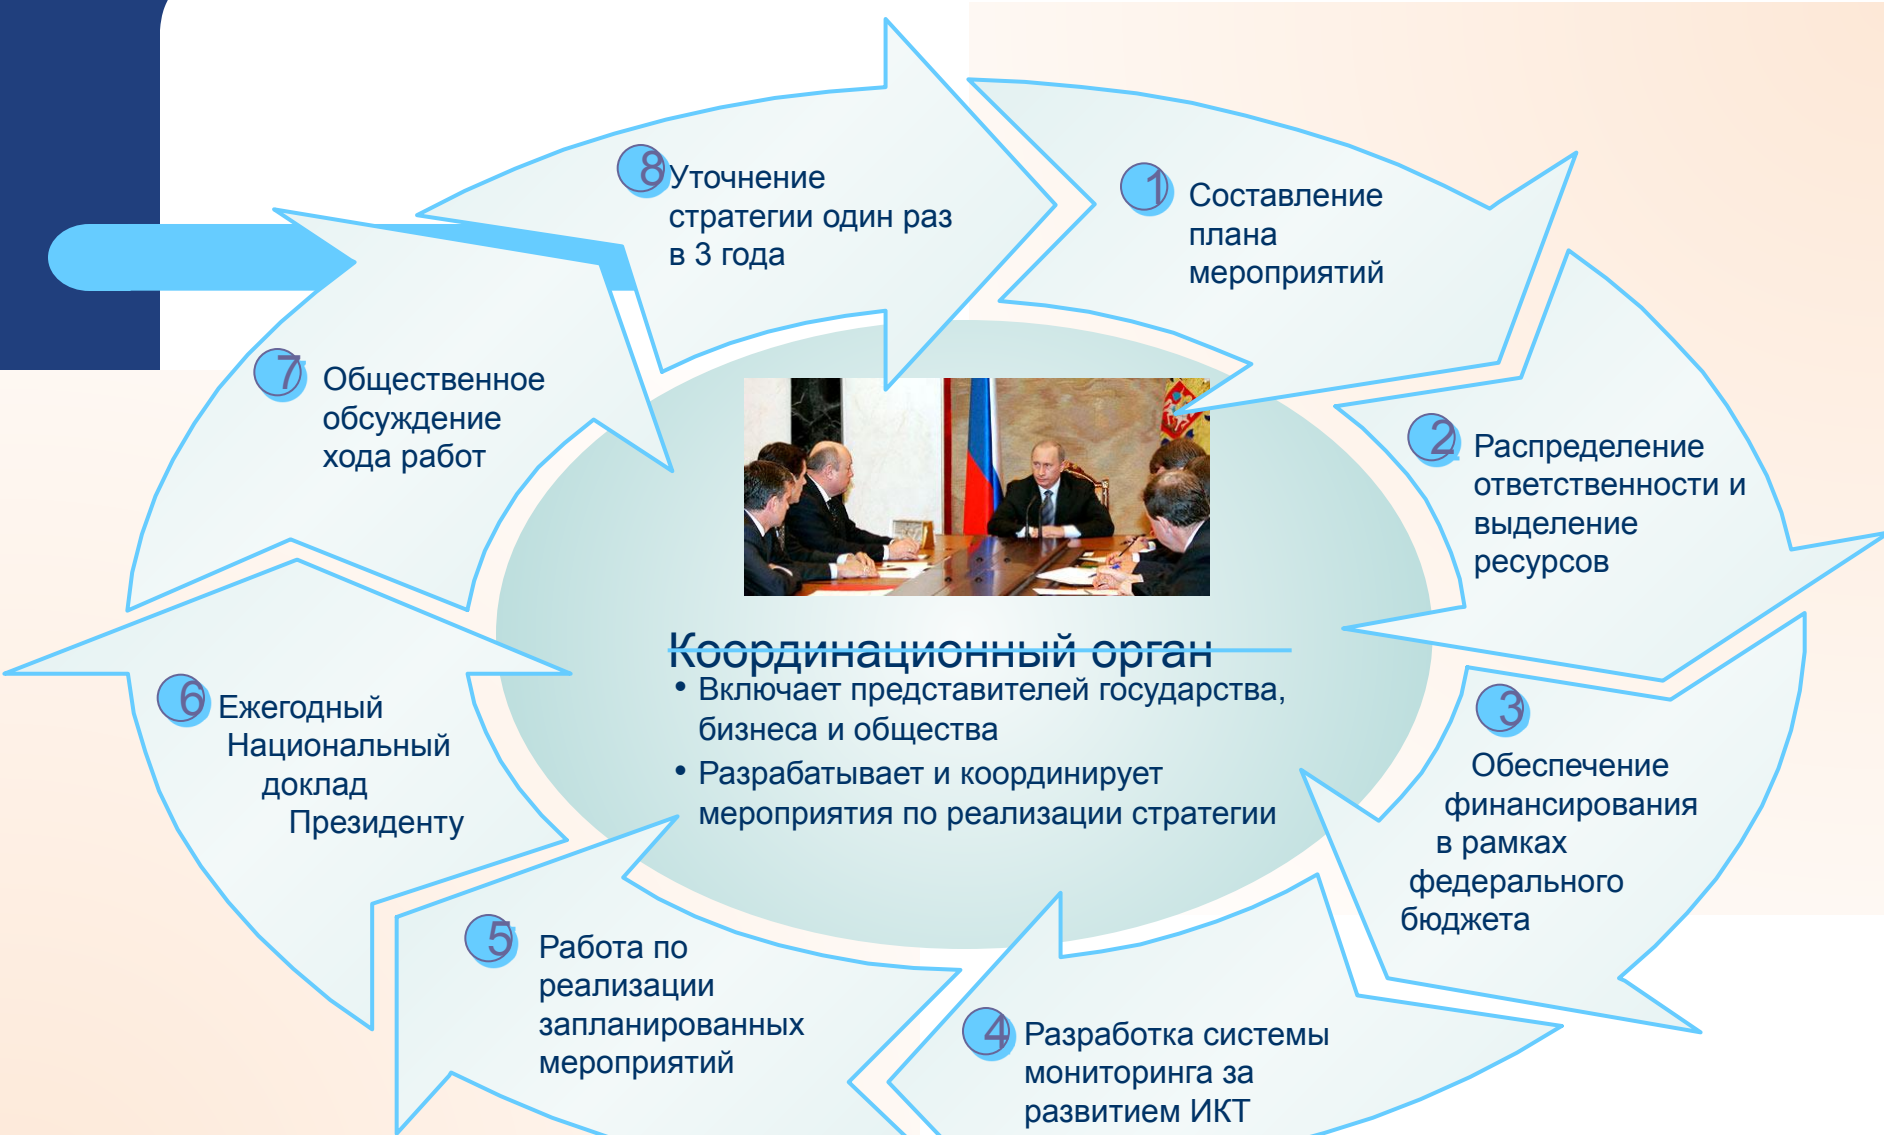 8
Уточнение
стратегии один раз
в 3 года
1
Составление
плана
мероприятий
2
Распределение
ответственности и
выделение
ресурсов
3
Обеспечение
финансирования
в рамках
федерального
бюджета
4
Разработка системы
мониторинга за
развитием ИКТ
5
Работа по
реализации
запланированных
мероприятий
6
Ежегодный
Национальный
доклад
Президенту
7
Общественное
обсуждение
хода работ
Координационный орган
• Включает представителей государства,
бизнеса и общества
• Разрабатывает и координирует
мероприятия по реализации стратегии